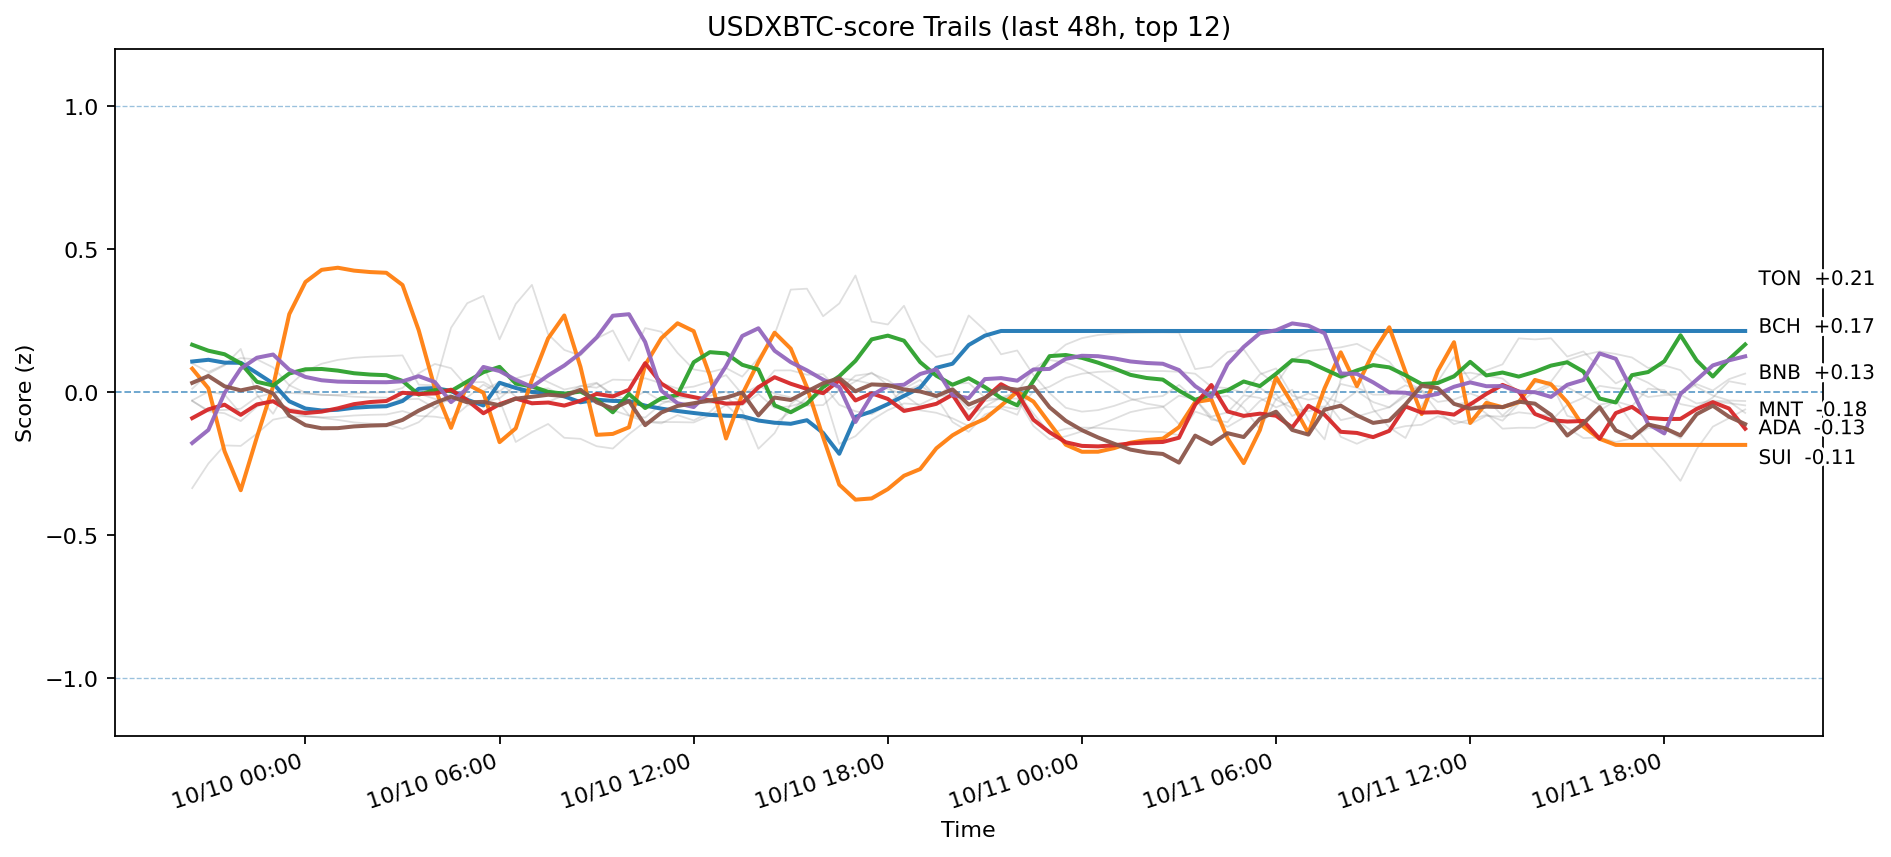 USDXBTC-score Trails (last 48h, top 12)
Score (z)
1.0
0.5
0.0
−0.5
−1.0
TON +0.21
BCH +0.17
BNB +0.13
MNT -0.18
ADA -0.13
SUI -0.11
10/10 00:00
10/10 06:00
10/10 12:00
10/10 18:00
10/11 00:00
10/11 06:00
10/11 12:00
10/11 18:00
Time